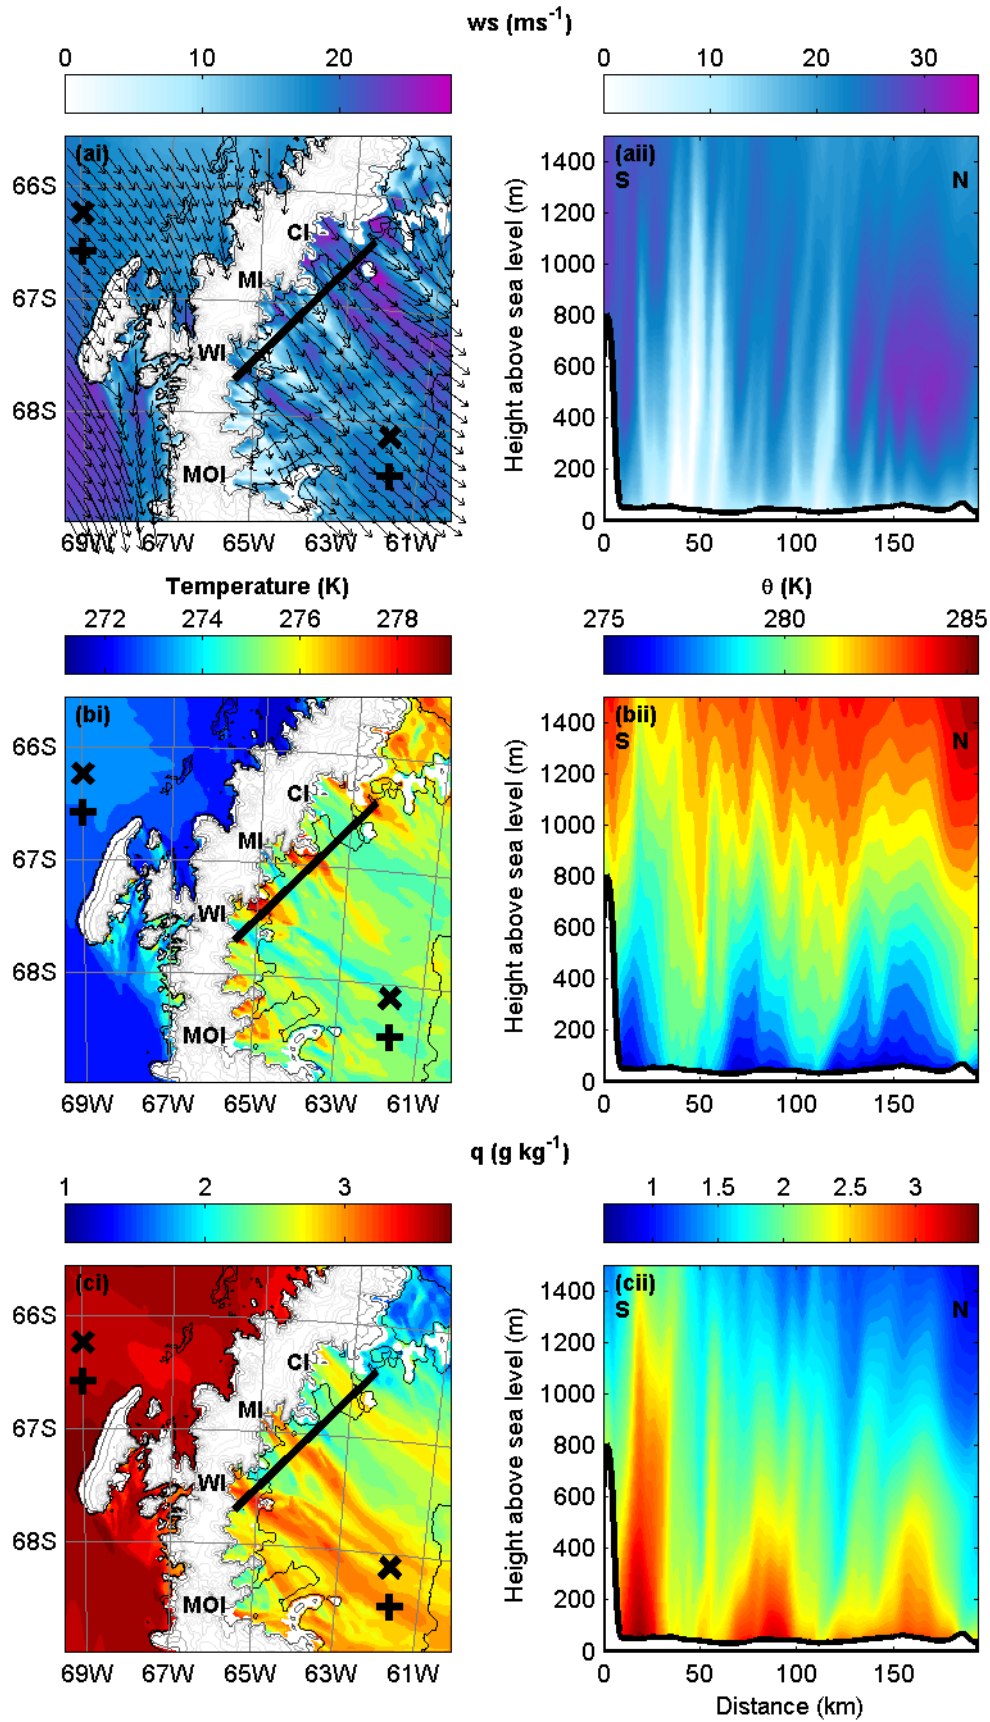 ws (ms-1)
0 10 20
0 10 20 30
(ai)
66S
67S
68S
CI
MI
WI
MOI
69W 67W 65W 63W 61W
(aii)
S N
Height above sea level (m)
1400
1200
1000
800
600
400
200
0
0 50 100 150
Temperature (K)
272 274 276 278
θ (K)
275 280 285
(bi)
66S
67S
68S
CI
MI
WI
MOI
69W 67W 65W 63W 61W
(bii)
S N
Height above sea level (m)
1400
1200
1000
800
600
400
200
0
0 50 100 150
q (g kg-1)
1 2 3
1 1.5 2 2.5 3
(ci)
66S
67S
68S
CI
MI
WI
MOI
69W 67W 65W 63W 61W
(cii)
S N
Height above sea level (m)
1400
1200
1000
800
600
400
200
0
0 50 100 150
Distance (km)